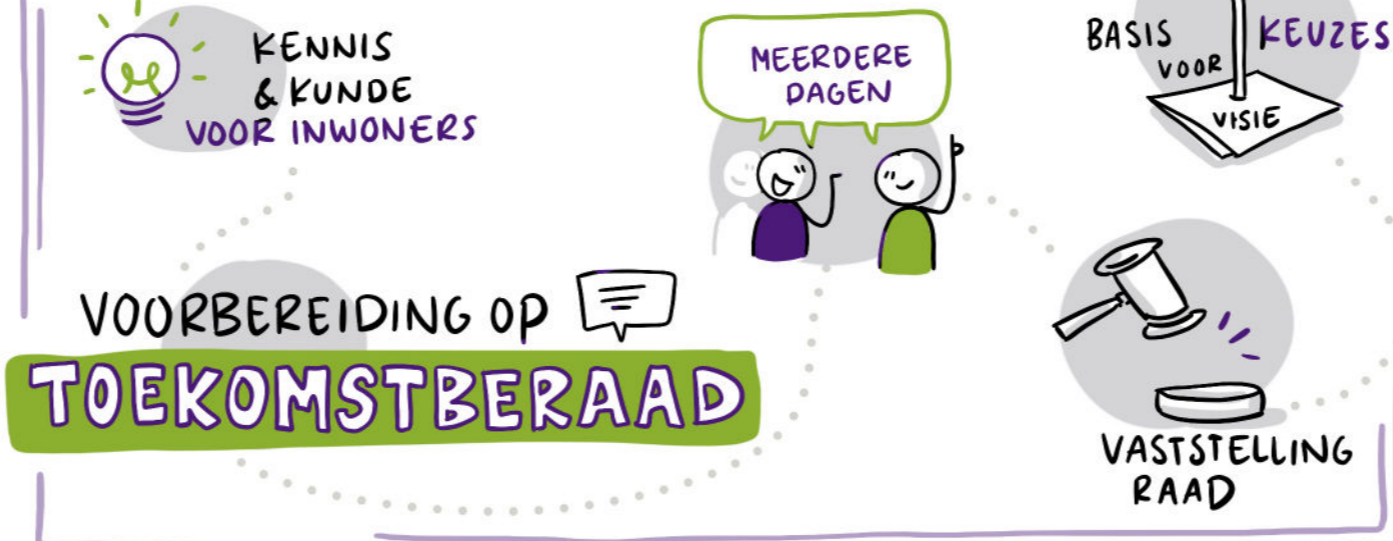 KENNIS
& KUNDE
VOOR INWONERS
VOORBEREIDING OP
TOEKOMSTBERAAD
MEERDERE
DAGEN
BASIS
VOOR
KEUZES
VISIE
VASTSTELLING
RAAD